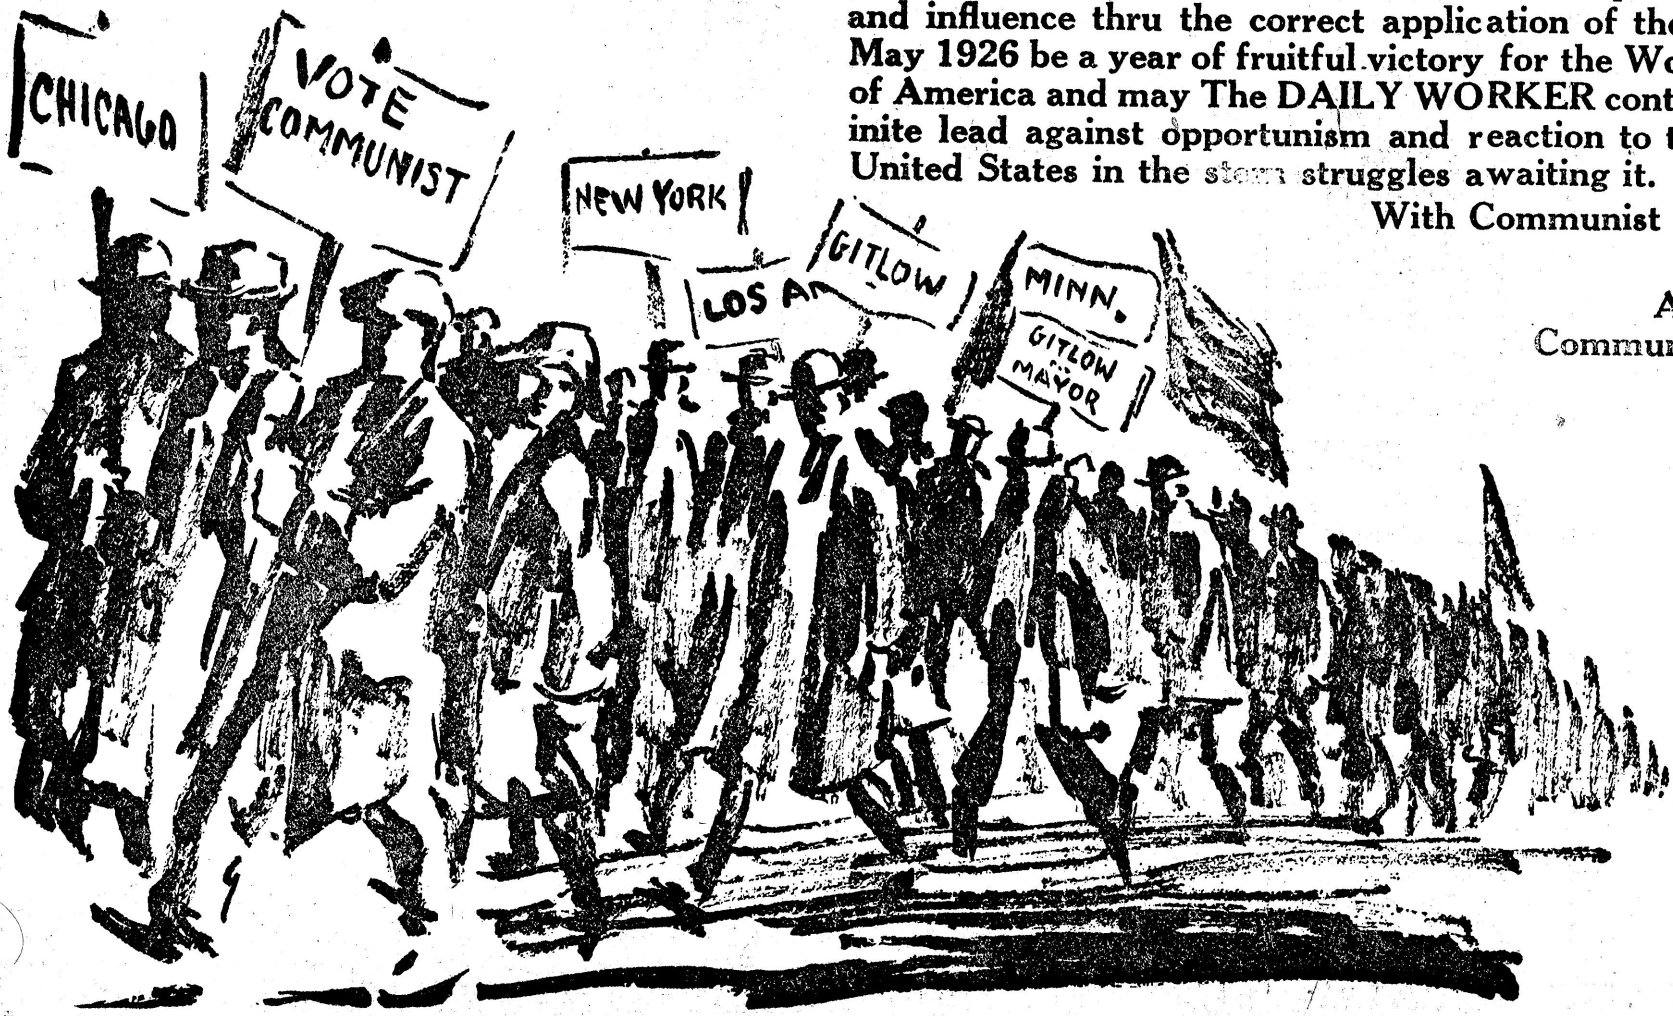 CHICAGO
VOTE
COMMUNIST
NEW YORK
LOS AN
GITLOW
MINN.
GITLOW
MAYOR
and influence thru the correct application of the
May 1926 be a year of fruitful victory for the Wo
of America and may The DAILY WORKER cont
inite lead against opportunism and reaction to t
United States in the stern struggles awaiting it.
With Communist
A
Commun